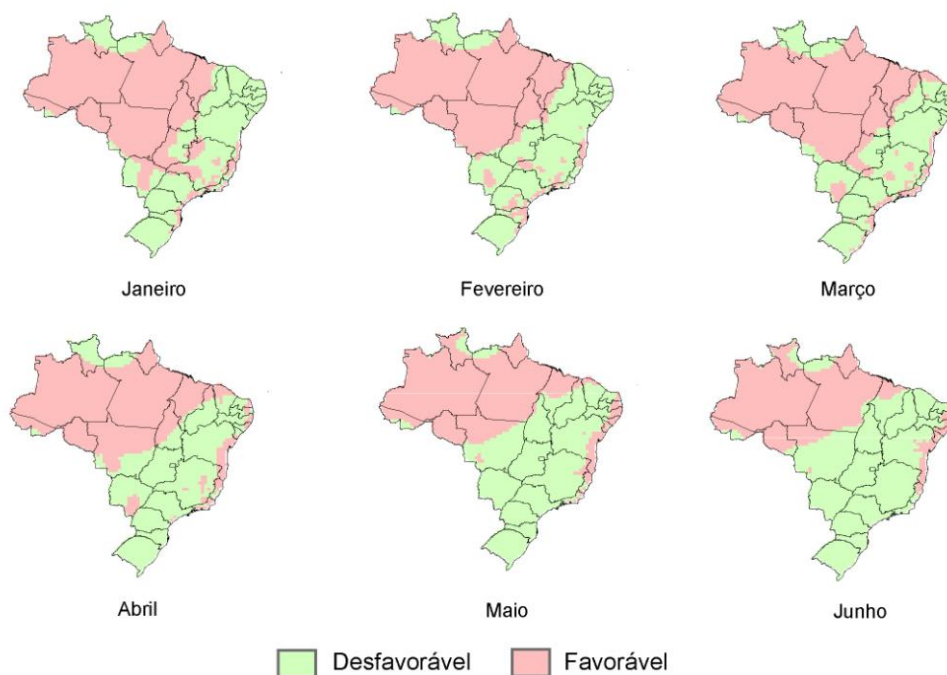 Janeiro
Fevereiro
Março
Abril
Maio
Junho
Desfavorável
Favorável